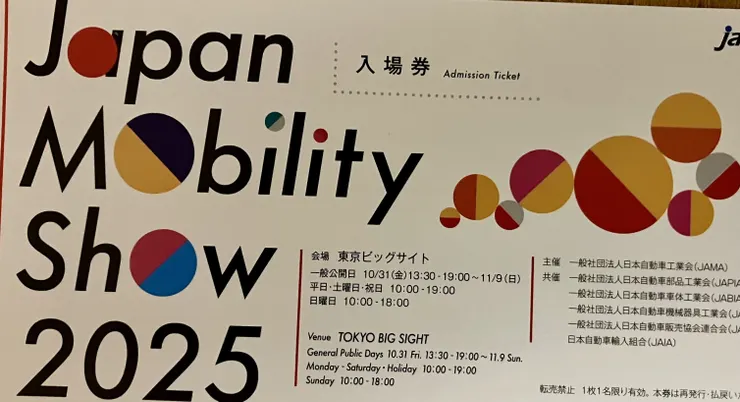 Japan
Mobility
Show
2025
入場券 Admission Ticket
会場 東京ビッグサイト
一般公開日 10/31(金)13:30-19:00~11/9(日)
平日・土曜日・祝日 10:00-19:00
日曜日 10:00-18:00
Venue TOKYO BIG SIGHT
General Public Days 10.31 Fri. 13:30-19:00~11.9 Sun.
Monday-Saturday・Holiday 10:00-19:00
Sunday 10:00-18:00
ja
主催 一般社団法人日本自動車工業会(JAMA)
共催 一般社団法人日本自動車部品工業会(JAPIA
一般社団法人日本自動車車体工業会(JABIA
一般社団法人日本自動車機械器具工業会(JA
一般社団法人日本自動車販売協会連合会(JA
日本自動車輸入組合(JAIA)
転売禁止 1枚1名限り有効。本券は再発行・払戻い